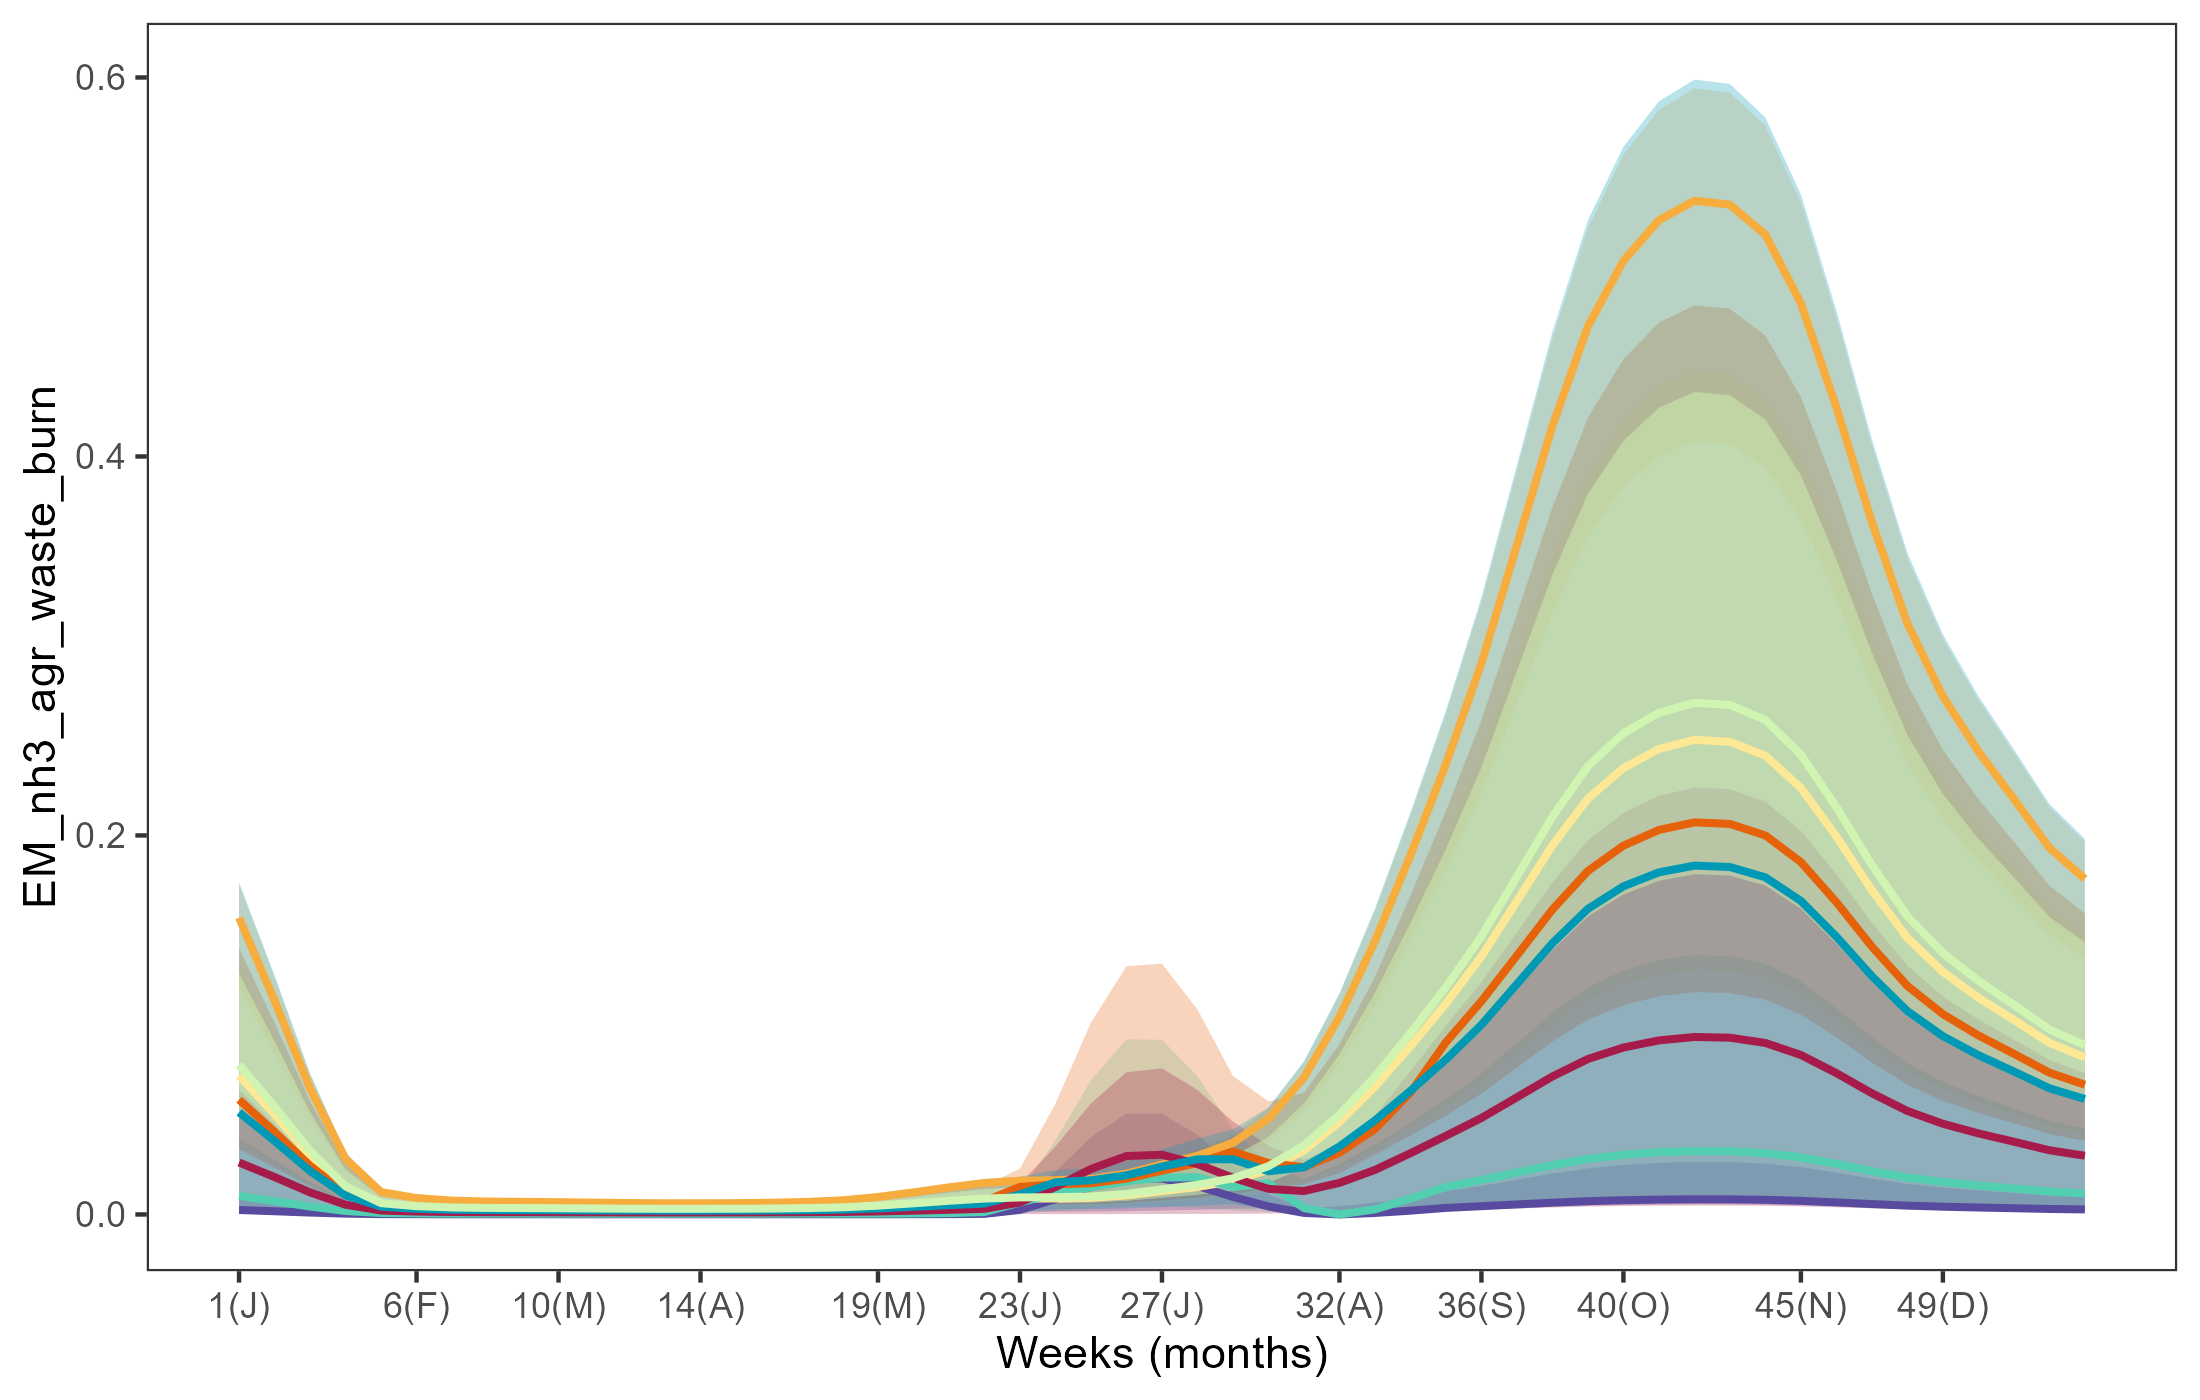 EM_nh3_agr_waste_burn
0.6
0.4
0.2
0.0
1(J) 6(F) 10(M) 14(A) 19(M) 23(J) 27(J) 32(A) 36(S) 40(O) 45(N) 49(D)
Weeks (months)